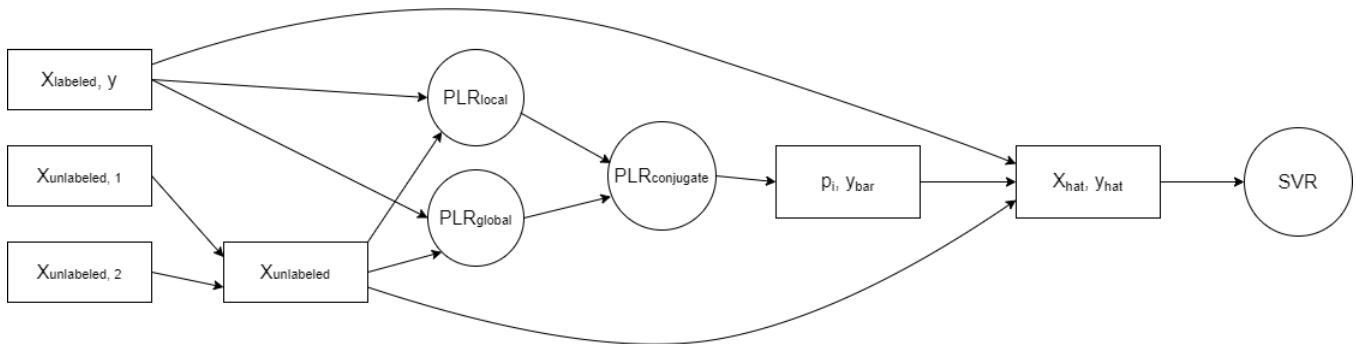 Xlabeled, y
Xunlabeled, 1
Xunlabeled, 2
Xunlabeled
PLRlocal
PLRglobal
PLRconjugate
pi, ybar
Xhat, yhat
SVR